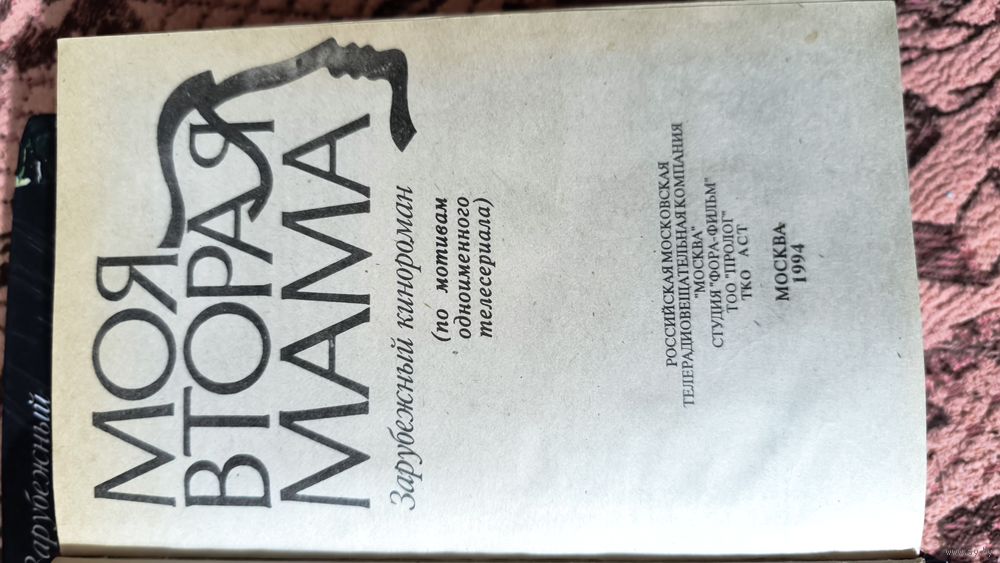 МОЯ
ВТОРАЯ
МАМА
Зарубежный кинороман
(по мотивам
одноименного
телесериала)
РОССИЙСКАЯ МОСКОВСКАЯ
ТЕЛЕРАДИОВЕЩАТЕЛЬНАЯ КОМПАНИЯ
"МОСКВА"
СТУДИЯ "ФОРА-ФИЛЬМ"
ТОО "ПРОЛОГ"
ТКО АСТ
МОСКВА
1994
Зарубежный